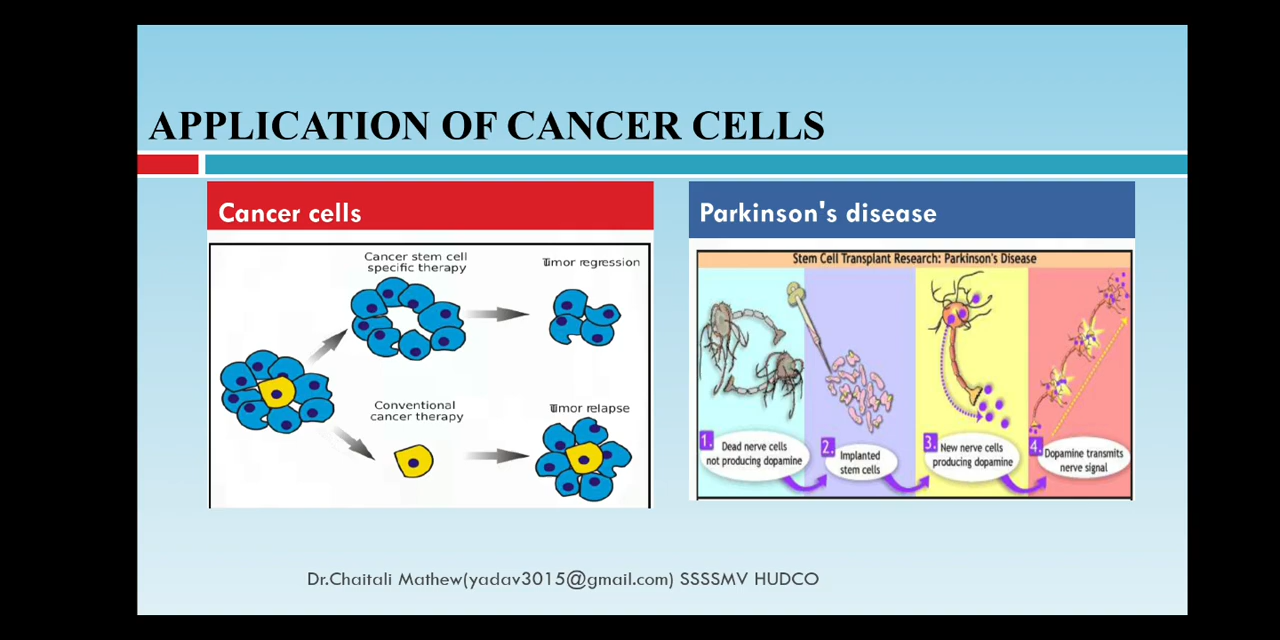 APPLICATION OF CANCER CELLS
Cancer cells
Cancer stem cell
specific therapy
Tumor regression
Conventional
cancer therapy
Tumor relapse
Parkinson's disease
Stem Cell Transplant Research: Parkinson's Disease
1.
Dead nerve cells
not producing dopamine
2.
Implanted
stem cells
3.
New nerve cells
producing dopamine
4.
Dopamine transmits
nerve signal
Dr.Chaitali Mathew(yadav3015@gmail.com) SSSSMV HUDCO